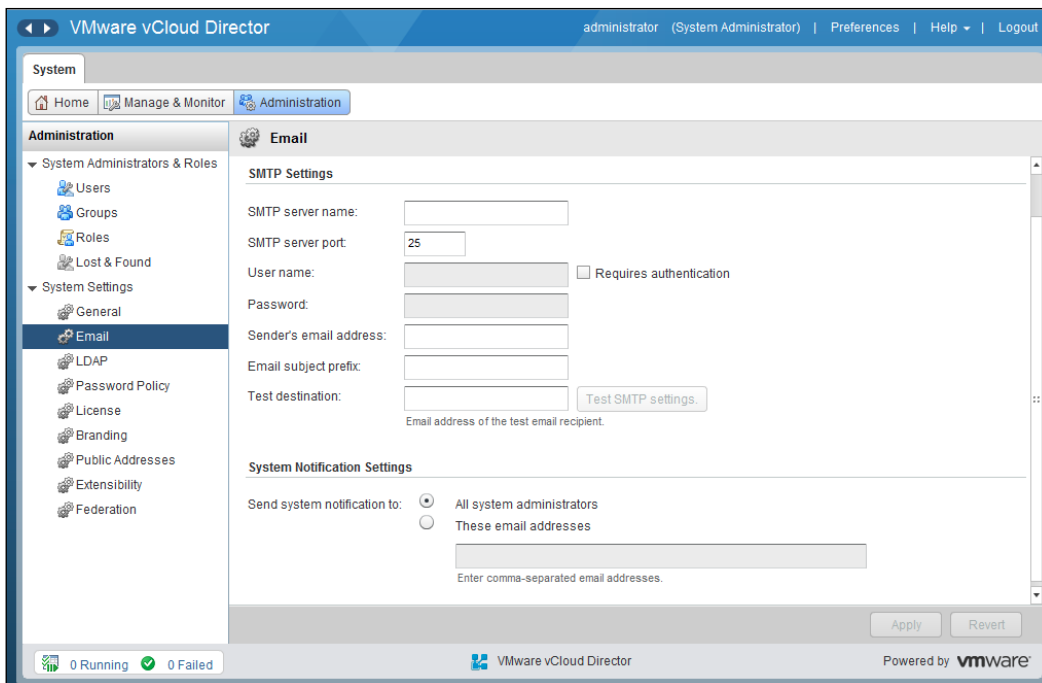 VMware vCloud Director
administrator (System Administrator) | Preferences | Help | Logout
System
Home
Manage & Monitor
Administration
Administration
System Administrators & Roles
Users
Groups
Roles
Lost & Found
System Settings
General
Email
LDAP
Password Policy
License
Branding
Public Addresses
Extensibility
Federation
Email
SMTP Settings
SMTP server name:
SMTP server port: 25
User name: Requires authentication
Password:
Sender's email address:
Email subject prefix:
Test destination: Test SMTP settings.
Email address of the test email recipient.
System Notification Settings
Send system notification to: All system administrators
These email addresses
Enter comma-separated email addresses.
Apply Revert
0 Running 0 Failed
VMware vCloud Director
Powered by vmware